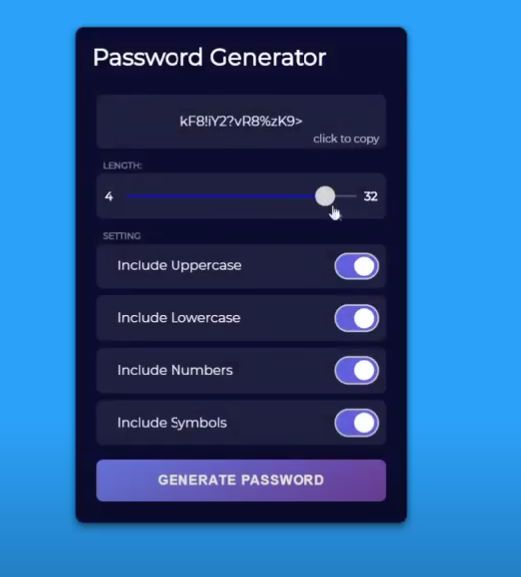 Password Generator
kF8!iY2?vR8%zK9>
click to copy
LENGTH:
4 32
SETTING
Include Uppercase
Include Lowercase
Include Numbers
Include Symbols
GENERATE PASSWORD